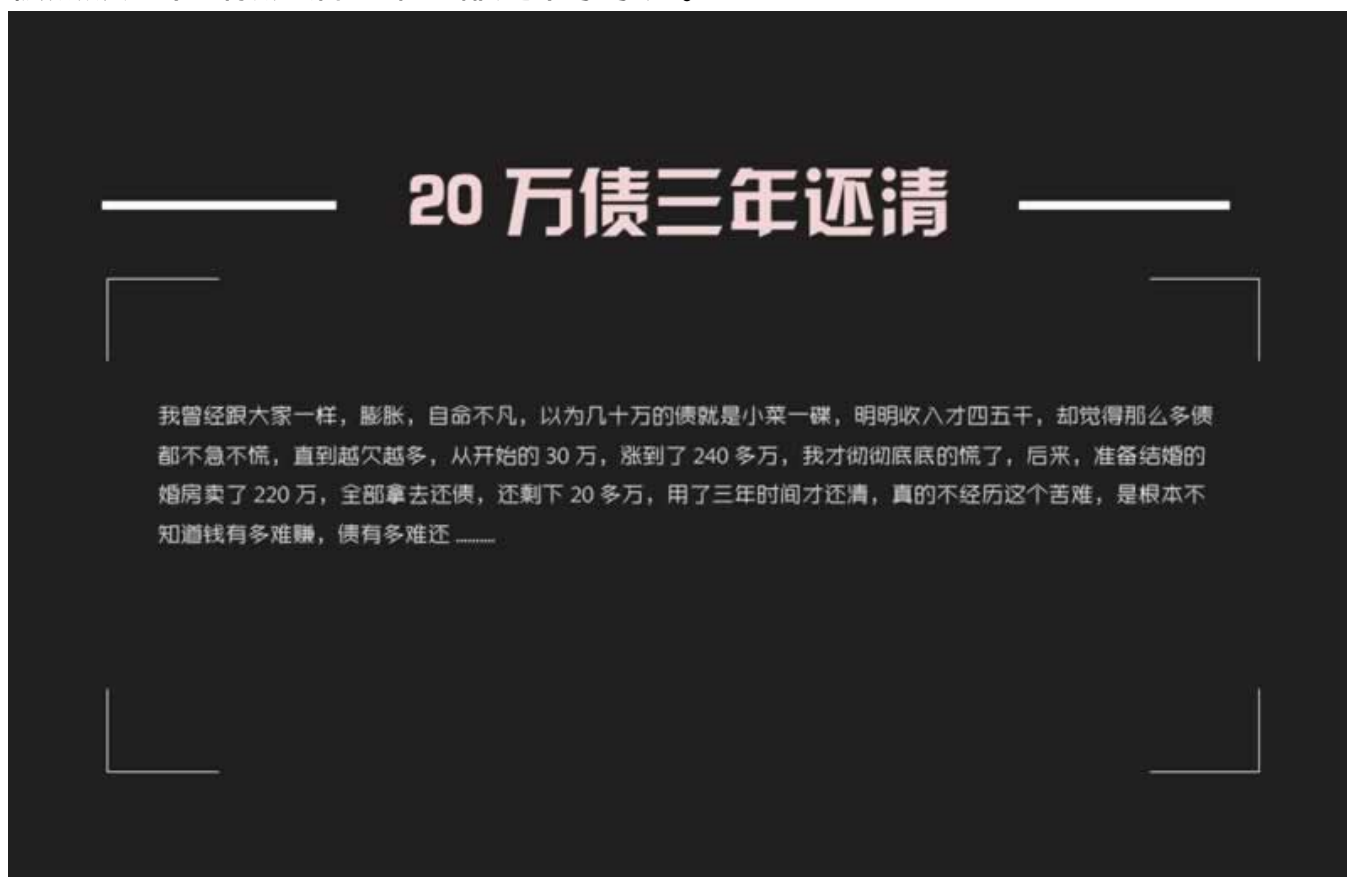 20 万债三年还清
我曾经跟大家一样，膨胀，自命不凡，以为几十万的债就是小菜一碟，明明收入才四五千，却觉得那么多债
都不急不慌，直到越欠越多，从开始的 30 万，涨到了 240 多万，我才彻彻底底的慌了，后来，准备结婚的
婚房卖了 220 万，全部拿去还债，还剩下 20 多万，用了三年时间才还清，真的不经历这个苦难，是根本不
知道钱有多难赚，债有多难还 ..........